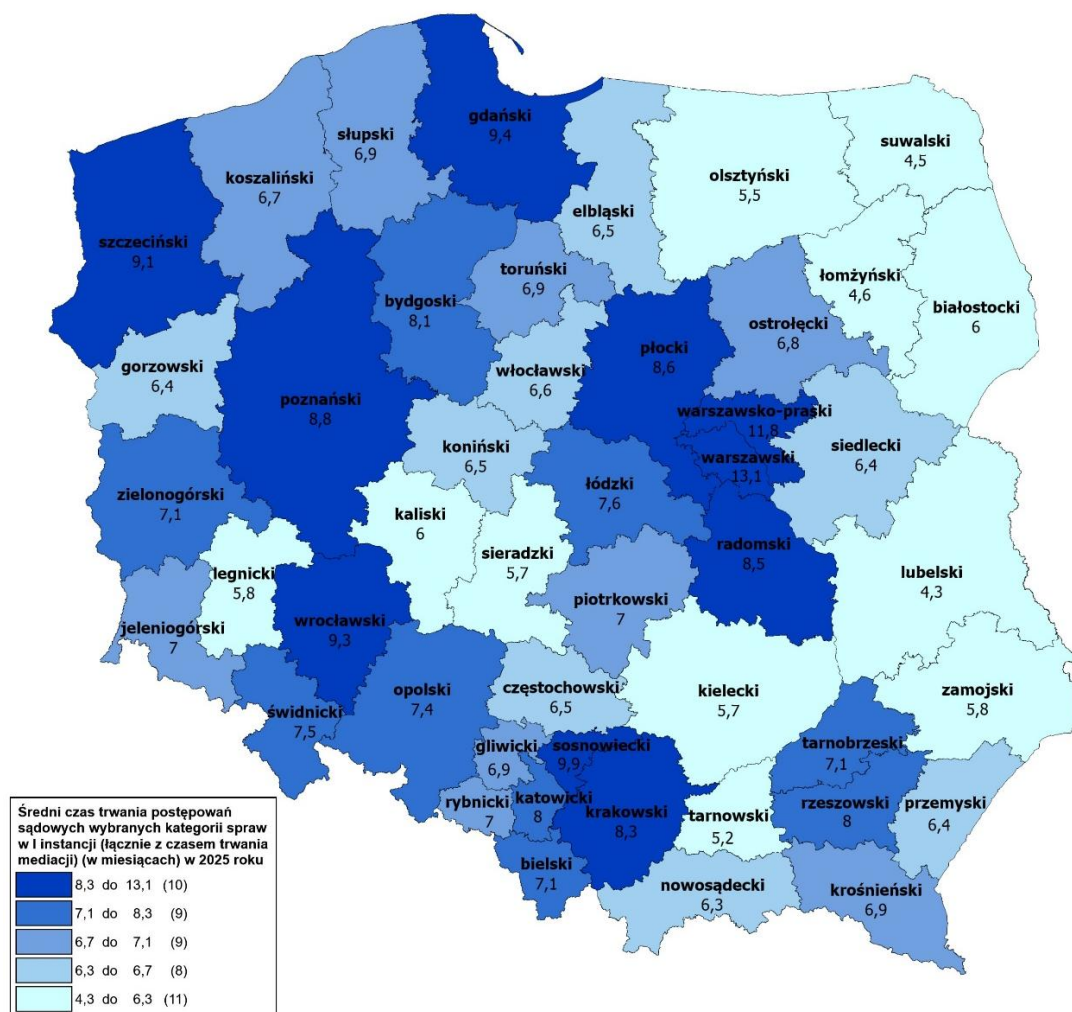 gdański
9,4
słupski
6,9
koszaliński
6,7
suwalski
4,5
olsztyński
5,5
elbląski
6,5
szczeciński
9,1
toruński
6,9
łomżyński
4,6
bydgoski
8,1
białostocki
6
ostrołęcki
6,8
płocki
8,6
gorzowski
6,4
włocławski
6,6
poznański
8,8
warszawsko-praski
11,8
koniński
6,5
siedlecki
6,4
warszawski
13,1
zielonogórski
7,1
łódzki
7,6
kaliski
6
radomski
8,5
sieradzki
5,7
legnicki
5,8
lubelski
4,3
piotrkowski
7
wrocławski
9,3
jeleniogórski
7
opolski
7,4
częstochowski
6,5
kielecki
5,7
zamojski
5,8
świdnicki
7,5
tarnobrzeski
7,1
gliwicki
6,9
sosnowiecki
9,9
rybnicki
7
katowicki
8
krakowski
8,3
tarnowski
5,2
rzeszowski
8
przemyski
6,4
bielski
7,1
nowosądecki
6,3
krośnieński
6,9
Średni czas trwania postępowań
sądowych wybranych kategorii spraw
w I instancji (łącznie z czasem trwania
mediacji) (w miesiącach) w 2025 roku
8,3 do 13,1 (10)
7,1 do 8,3 (9)
6,7 do 7,1 (9)
6,3 do 6,7 (8)
4,3 do 6,3 (11)